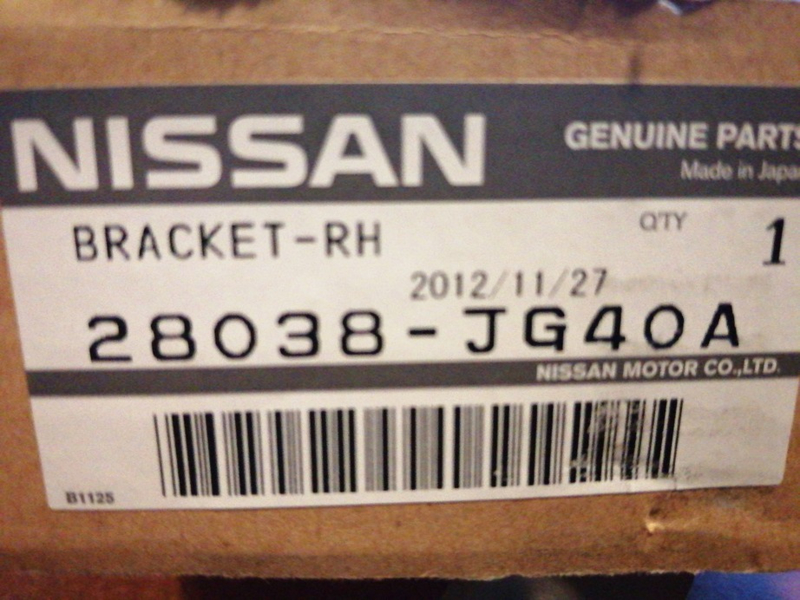 NISSAN
GENUINE PARTS
Made in Japa
BRACKET-RH
QTY 1
2012/11/27
28038-JG40A
NISSAN MOTOR CO.,LTD.
B1125